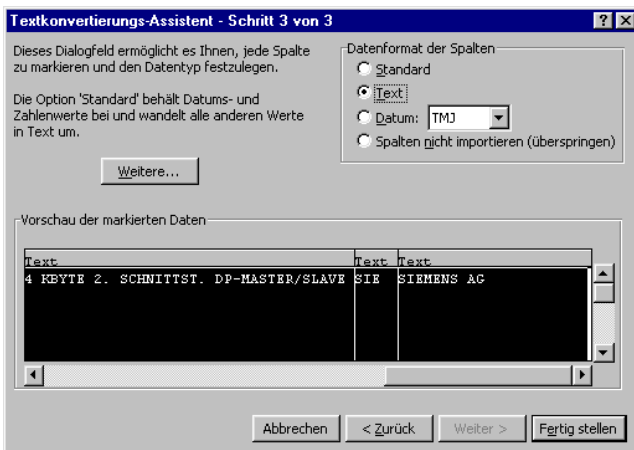 Textkonvertierungs-Assistent - Schritt 3 von 3
Dieses Dialogfeld ermöglicht es Ihnen, jede Spalte
zu markieren und den Datentyp festzulegen.
Die Option 'Standard' behält Datums- und
Zahlenwerte bei und wandelt alle anderen Werte
in Text um.
Weitere...
Datenformat der Spalten
Standard
Text
Datum: TMJ
Spalten nicht importieren (überspringen)
Vorschau der markierten Daten
Text Text Text
4 KBYTE 2. SCHNITTST. DP-MASTER/SLAVE SIE SIEMENS AG
Abbrechen < Zurück Weiter > Fertig stellen